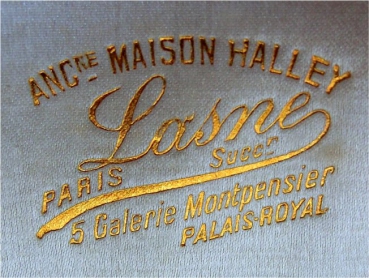 ANCNE MAISON HALLEY
Lasne
Succr
PARIS
5 Galerie Montpensier
PALAIS-ROYAL